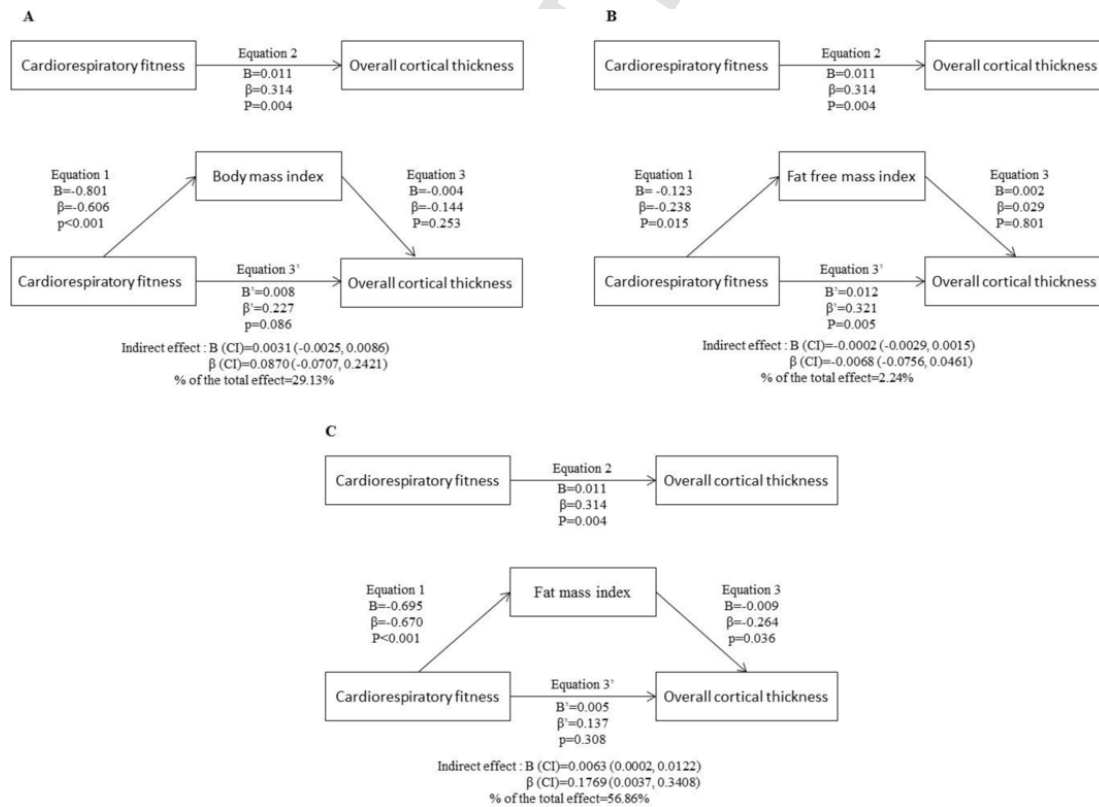 A
Equation 2
Cardiorespiratory fitness
Overall cortical thickness
B=0.011
β=0.314
P=0.004
Equation 1
B=-0.801
β=-0.606
p<0.001
Body mass index
Equation 3
B=-0.004
β=-0.144
P=0.253
Cardiorespiratory fitness
Equation 3’
Overall cortical thickness
B’=0.008
β’=0.227
p=0.086
Indirect effect : B (CI)=0.0031 (-0.0025, 0.0086)
β (CI)=0.0870 (-0.0707, 0.2421)
% of the total effect=29.13%
B
Equation 2
Cardiorespiratory fitness
Overall cortical thickness
B=0.011
β=0.314
P=0.004
Equation 1
B= -0.123
β=-0.238
P=0.015
Fat free mass index
Equation 3
B=0.002
β=0.029
P=0.801
Cardiorespiratory fitness
Equation 3’
Overall cortical thickness
B’=0.012
β’=0.321
P=0.005
Indirect effect : B (CI)=-0.0002 (-0.0029, 0.0015)
β (CI)=-0.0068 (-0.0756, 0.0461)
% of the total effect=2.24%
C
Equation 2
Cardiorespiratory fitness
Overall cortical thickness
B=0.011
β=0.314
P=0.004
Equation 1
B=-0.695
β=-0.670
P<0.001
Fat mass index
Equation 3
B=-0.009
β=-0.264
p=0.036
Cardiorespiratory fitness
Equation 3’
Overall cortical thickness
B’=0.005
β’=0.137
p=0.308
Indirect effect : B (CI)=0.0063 (0.0002, 0.0122)
β (CI)=0.1769 (0.0037, 0.3408)
% of the total effect=56.86%